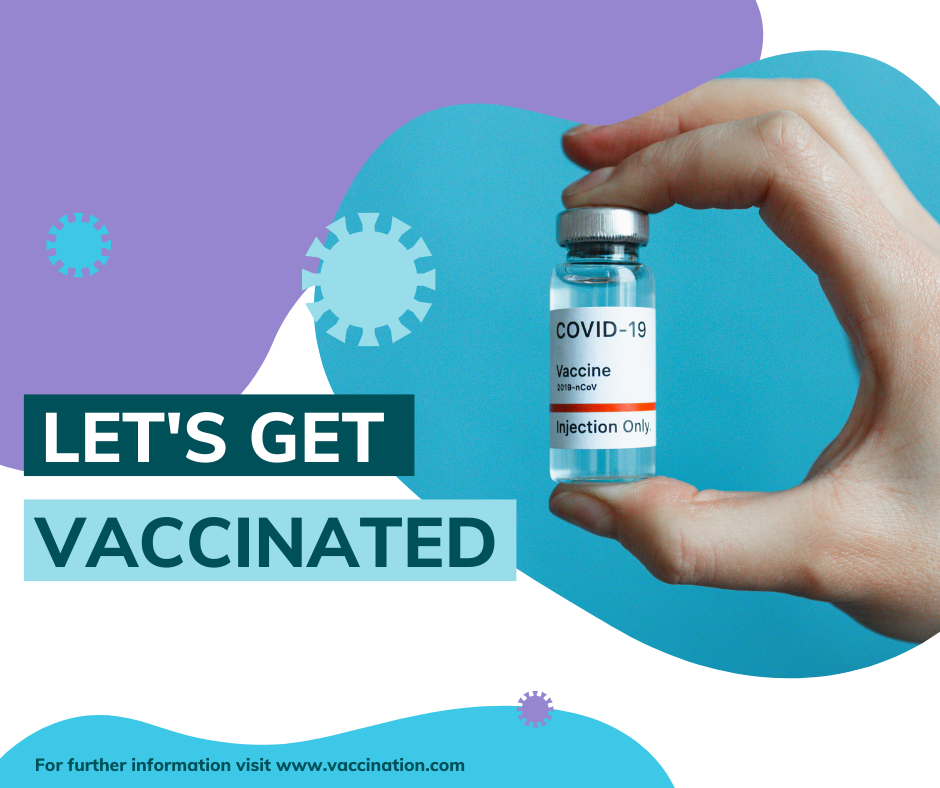 COVID-19
Vaccine
2019-nCoV
Injection Only.
LET'S GET
VACCINATED
For further information visit www.vaccination.com